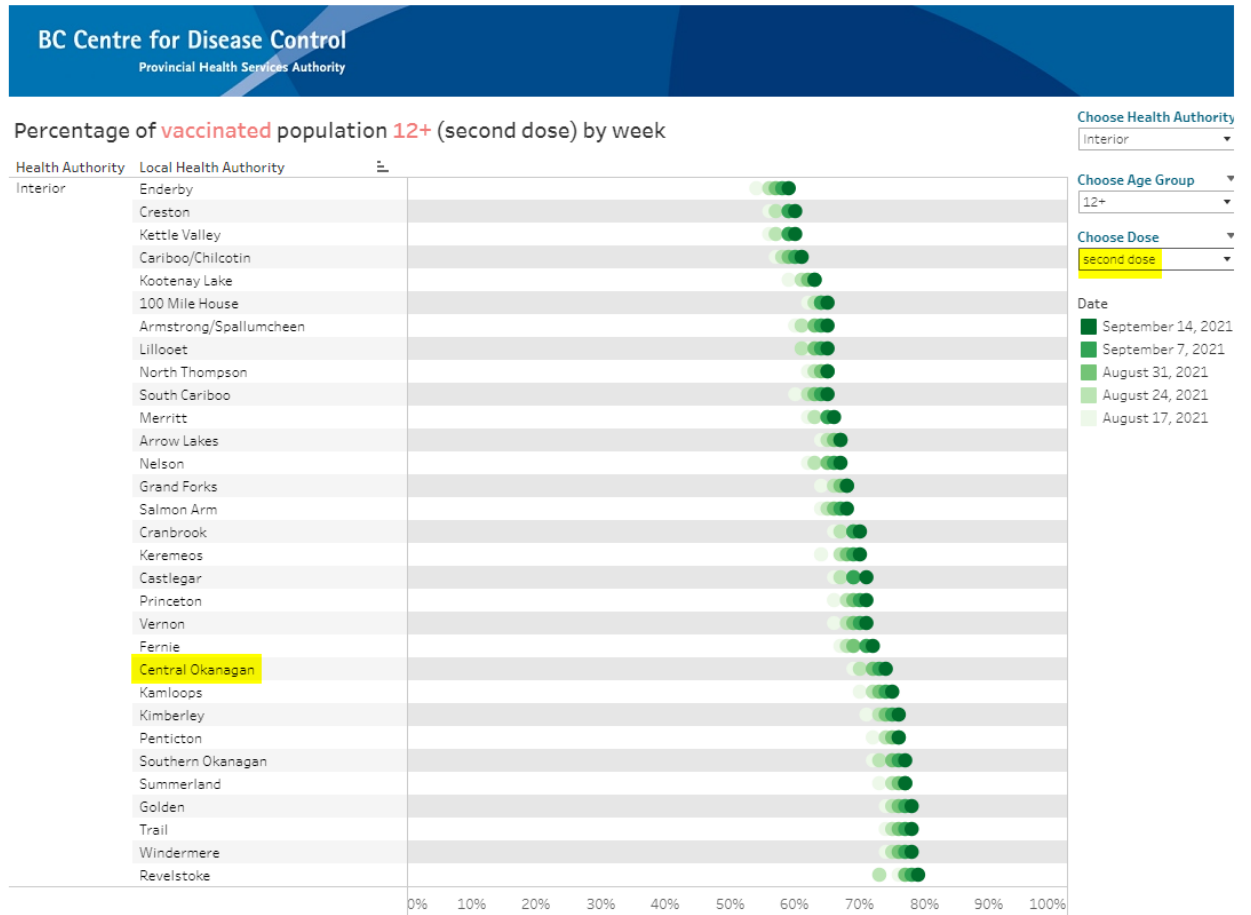 BC Centre for Disease Control
Provincial Health Services Authority
Percentage of vaccinated population 12+ (second dose) by week
Choose Health Authority
Interior
Choose Age Group
12+
Choose Dose
second dose
Date
September 14, 2021
September 7, 2021
August 31, 2021
August 24, 2021
August 17, 2021
Health Authority Local Health Authority
Interior Enderby
Creston
Kettle Valley
Cariboo/Chilcotin
Kootenay Lake
100 Mile House
Armstrong/Spallumcheen
Lillooet
North Thompson
South Cariboo
Merritt
Arrow Lakes
Nelson
Grand Forks
Salmon Arm
Cranbrook
Keremeos
Castlegar
Princeton
Vernon
Fernie
Central Okanagan
Kamloops
Kimberley
Penticton
Southern Okanagan
Summerland
Golden
Trail
Windermere
Revelstoke
0% 10% 20% 30% 40% 50% 60% 70% 80% 90% 100%